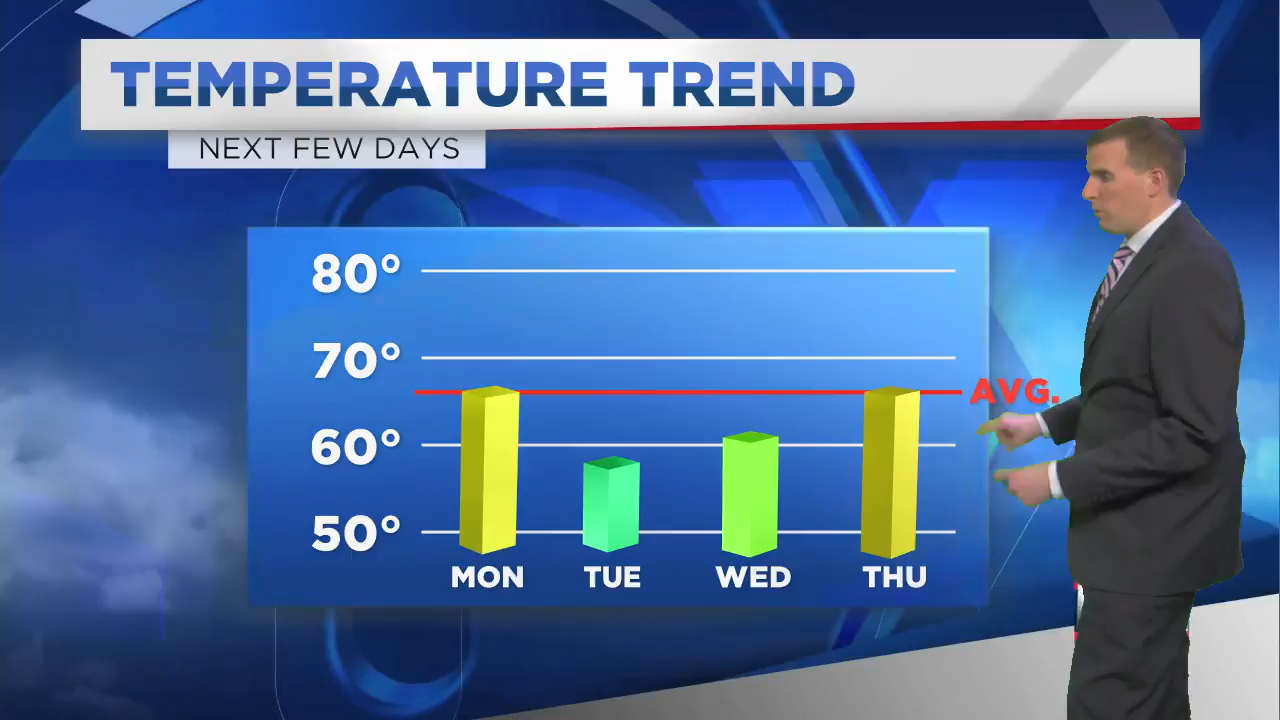 TEMPERATURE TREND
NEXT FEW DAYS
80°
70°
AVG.
60°
50°
MON TUE WED THU